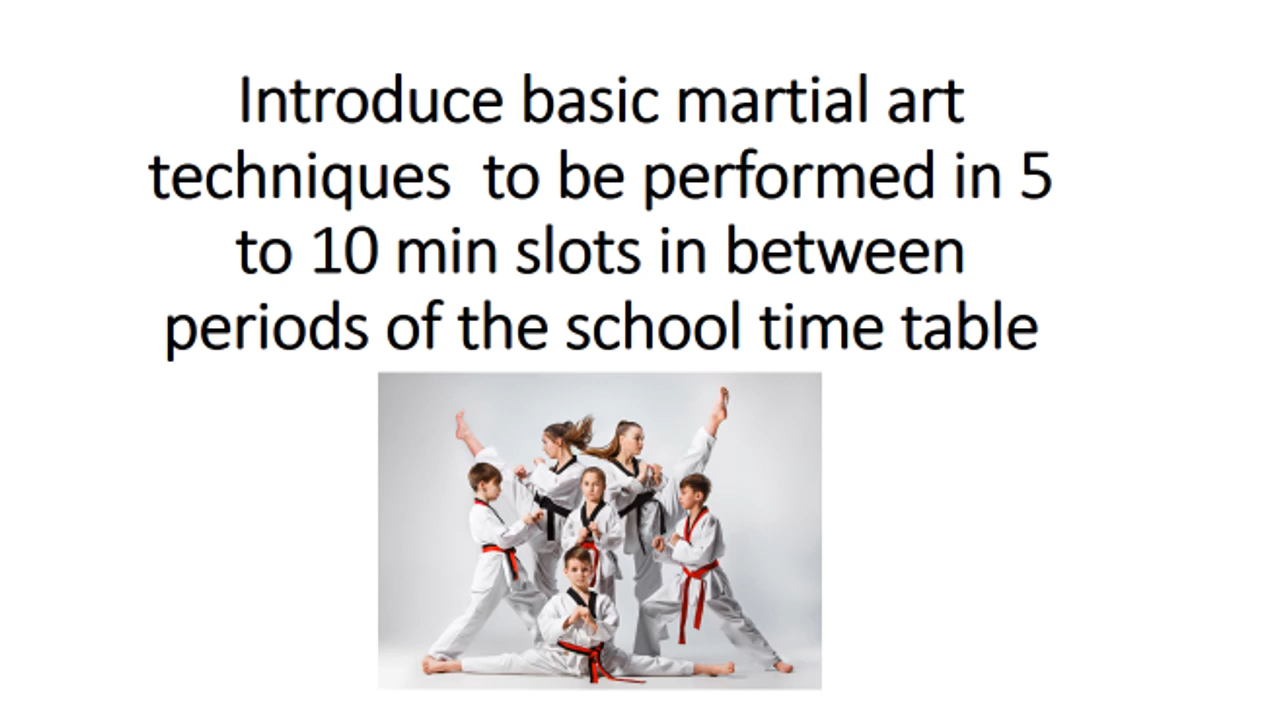 Introduce basic martial art
techniques  to be performed in 5
to 10 min slots in between
periods of the school time table